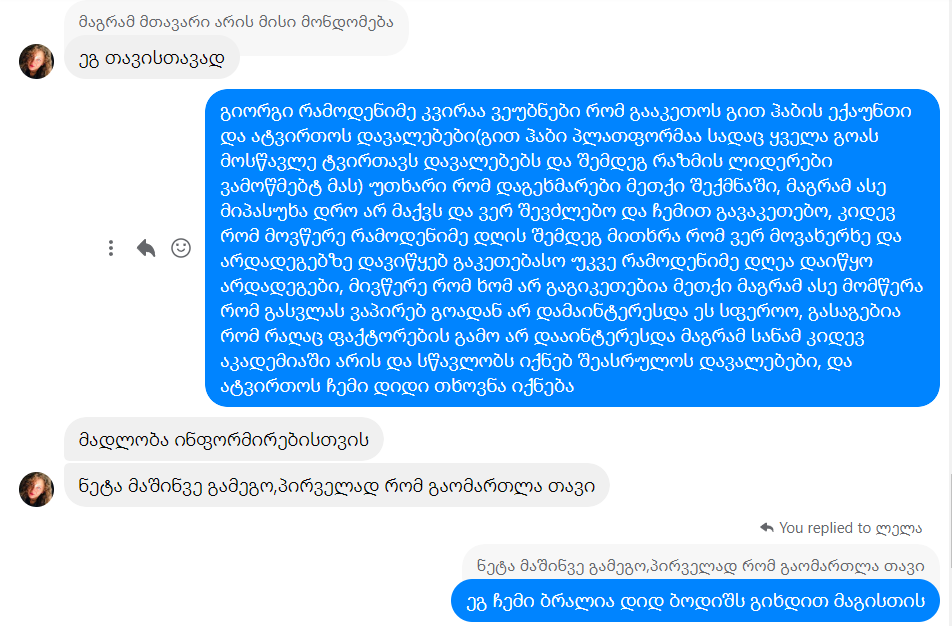 მაგრამ მთავარი არის მისი მონდომება
ეგ თავისთავად
გიორგი რამოდენიმე კვირაა ვეუბნები რომ გააკეთოს გით ჰაბის ექაუნთი
და ატვირთოს დავალებები(გით ჰაბი პლათფორმაა სადაც ყველა გოას
მოსწავლე ტვირთავს დავალებებს და შემდეგ რაზმის ლიდერები
ვამოწმებტ მას) უთხარი რომ დაგეხმარები მეთქი შექმნაში, მაგრამ ასე
მიპასუხა დრო არ მაქვს და ვერ შევძლებო და ჩემით გავაკეთებო, კიდევ
რომ მოვწერე რამოდენიმე დღის შემდეგ მითხრა რომ ვერ მოვახერხე და
არდადეგებზე დავიწყებ გაკეთებასო უკვე რამოდენიმე დღეა დაიწყო
არდადეგები, მივწერე რომ ხომ არ გაგიკეთებია მეთქი მაგრამ ასე მომწერა
რომ გასვლას ვაპირებ გოადან არ დამაინტერესდა ეს სფეროო, გასაგებია
რომ რაღაც ფაქტორების გამო არ დააინტერესდა მაგრამ სანამ კიდევ
აკადემიაში არის და სწავლობს იქნებ შეასრულოს დავალებები, და
ატვირთოს ჩემი დიდი თხოვნა იქნება
მადლობა ინფორმირებისთვის
ნეტა მაშინვე გამეგო,პირველად რომ გაომართლა თავი
You replied to ლელა
ნეტა მაშინვე გამეგო,პირველად რომ გაომართლა თავი
ეგ ჩემი ბრალია დიდ ბოდიშს გიხდით მაგისთის